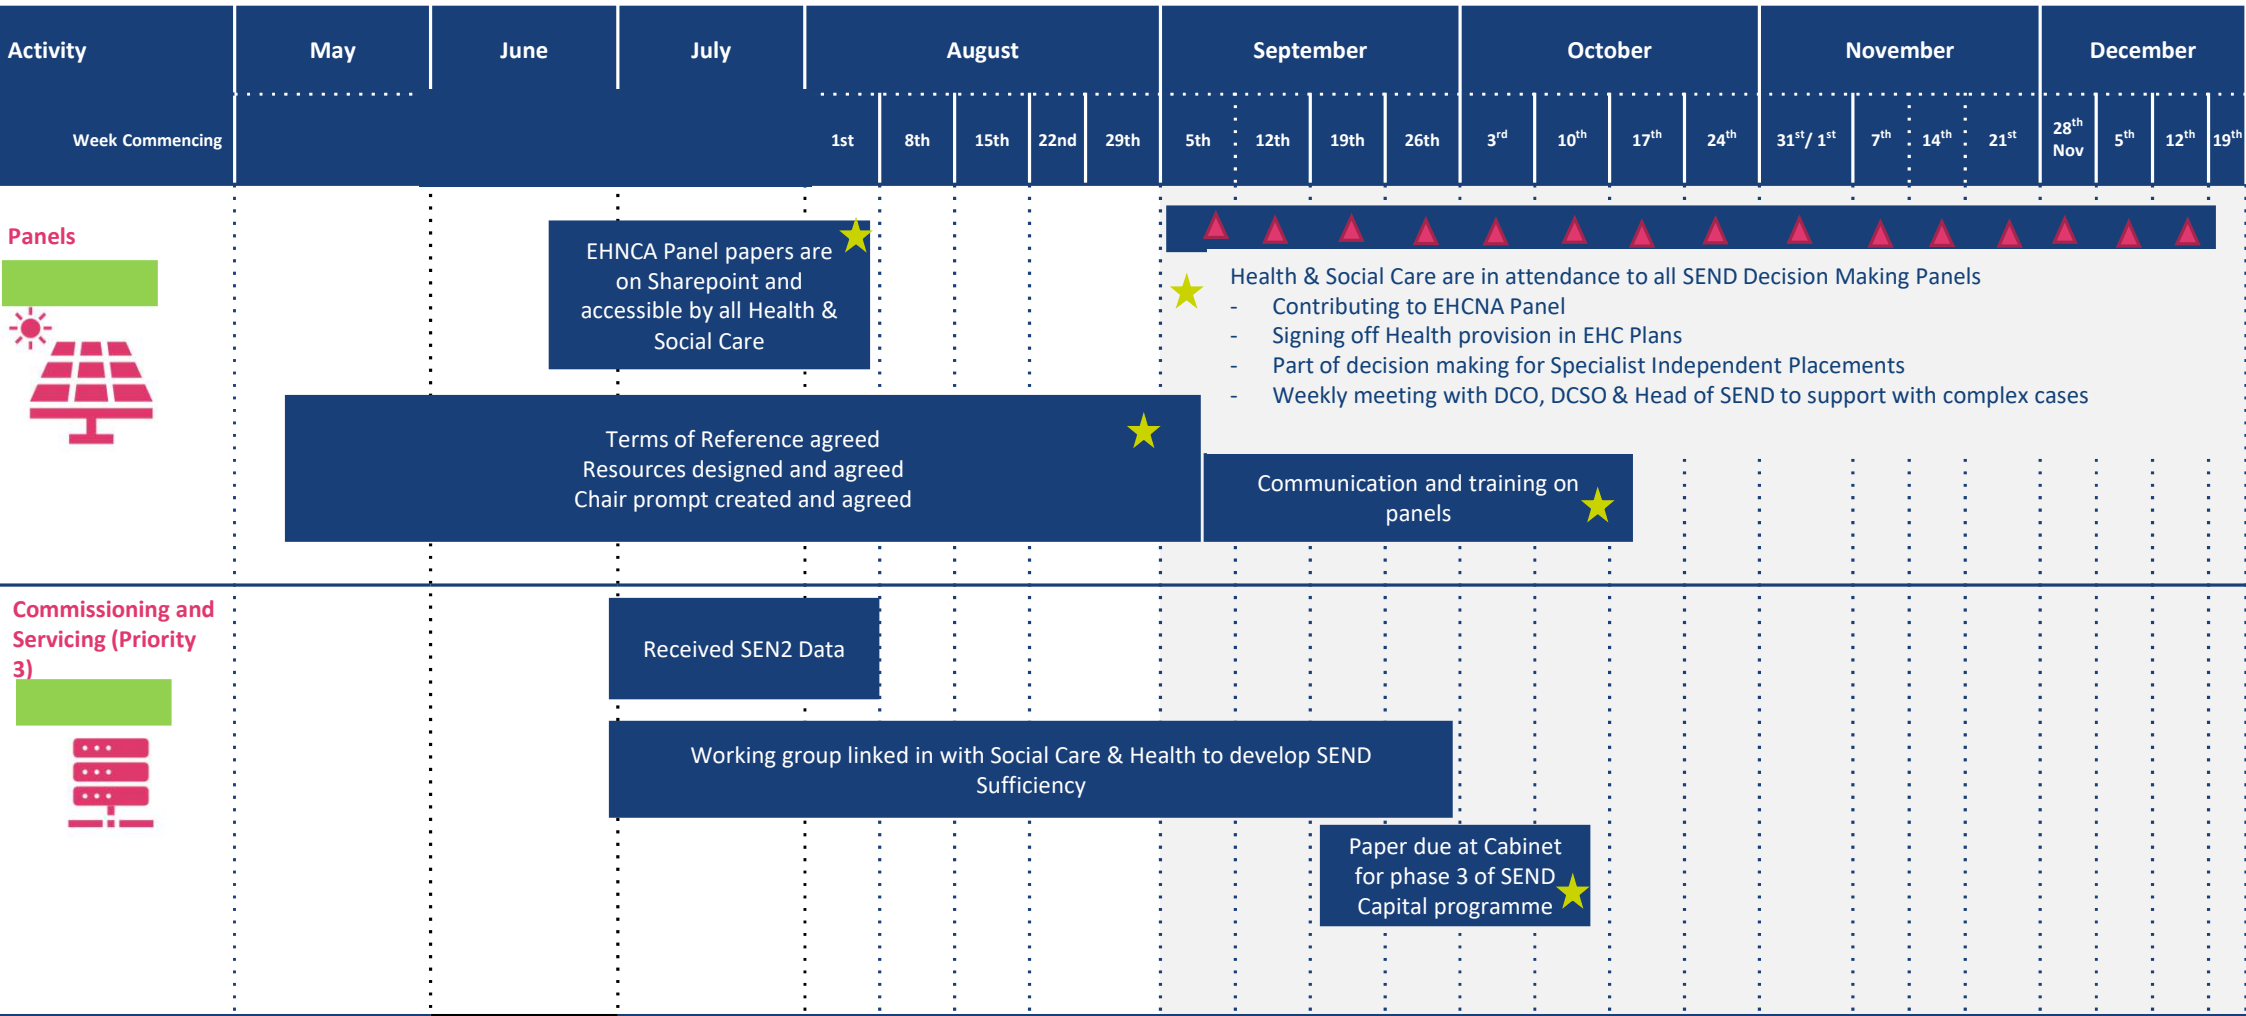 Activity
May
June
July
August
September
October
November
December
Week Commencing
1st
8th
15th
22nd
29th
5th
12th
19th
26th
3rd
10th
17th
24th
31st/ 1st
7th
14th
21st
28th
Nov
5th
12th
19th
Panels
EHNCA Panel papers are
on Sharepoint and
accessible by all Health &
Social Care
Health & Social Care are in attendance to all SEND Decision Making Panels
- Contributing to EHCNA Panel
- Signing off Health provision in EHC Plans
- Part of decision making for Specialist Independent Placements
- Weekly meeting with DCO, DCSO & Head of SEND to support with complex cases
Terms of Reference agreed
Resources designed and agreed
Chair prompt created and agreed
Communication and training on
panels
Commissioning and
Servicing (Priority
3)
Received SEN2 Data
Working group linked in with Social Care & Health to develop SEND
Sufficiency
Paper due at Cabinet
for phase 3 of SEND
Capital programme